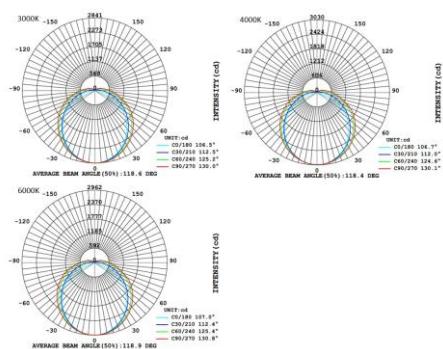 3000K
2841
2273
1705
1137
568
0
-/+180
-150
150
-120
120
-90
90
-60
60
-30
30
0
INTENSITY(cd)
UNIT:cd
C0/180 106.5°
C30/210 112.5°
C60/240 125.2°
C90/270 130.0°
AVERAGE BEAM ANGLE(50%):118.6 DEG
4000K
3030
2424
1818
1212
606
0
-/+180
-150
150
-120
120
-90
90
-60
60
-30
30
0
INTENSITY(cd)
UNIT:cd
C0/180 106.7°
C30/210 112.0°
C60/240 124.6°
C90/270 130.1°
AVERAGE BEAM ANGLE(50%):118.4 DEG
6000K
2962
2370
1777
1185
592
0
-/+180
-150
150
-120
120
-90
90
-60
60
-30
30
0
INTENSITY(cd)
UNIT:cd
C0/180 107.0°
C30/210 112.4°
C60/240 125.4°
C90/270 130.8°
AVERAGE BEAM ANGLE(50%):118.9 DEG